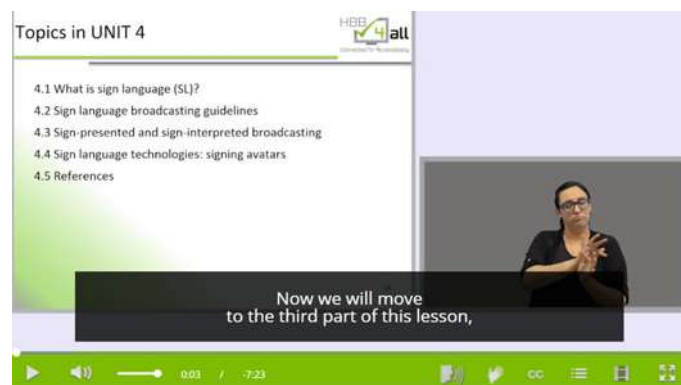 Topics in UNIT 4
HBB
4all
4.1 What is sign language (SL)?
4.2 Sign language broadcasting guidelines
4.3 Sign-presented and sign-interpreted broadcasting
4.4 Sign language technologies: signing avatars
4.5 References
Now we will move
to the third part of this lesson,
0:03 / -7:23
CC